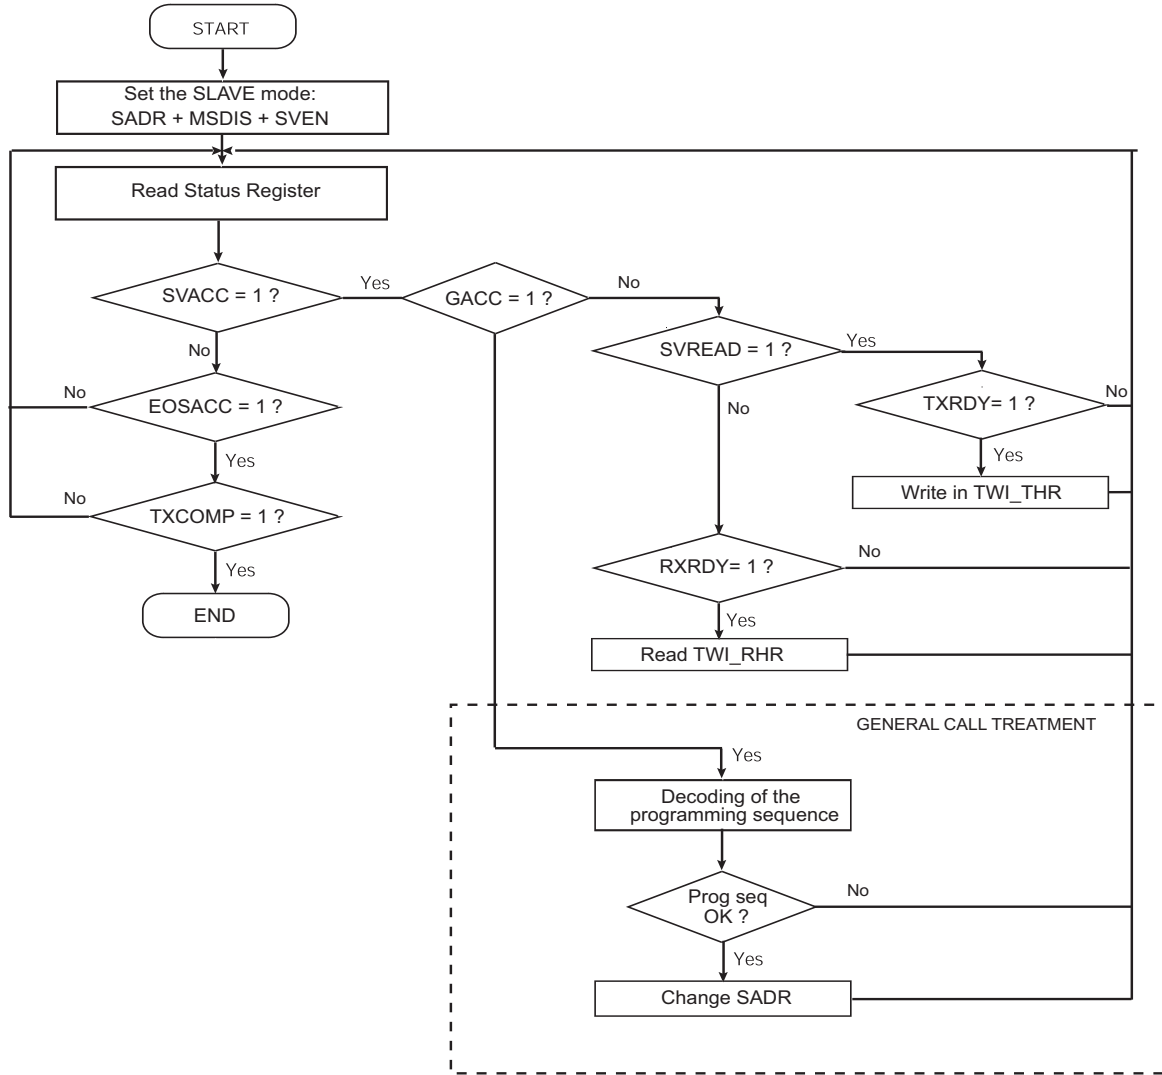 START
Set the SLAVE mode:
SADR + MSDIS + SVEN
Read Status Register
SVACC = 1 ?
Yes
GACC = 1 ?
No
No
SVREAD = 1 ?
Yes
EOSACC = 1 ?
No
No
TXRDY= 1 ?
No
Yes
Yes
Write in TWI_THR
TXCOMP = 1 ?
No
Yes
RXRDY= 1 ?
No
END
Yes
Read TWI_RHR
GENERAL CALL TREATMENT
Yes
Decoding of the
programming sequence
Prog seq
OK ?
No
Yes
Change SADR